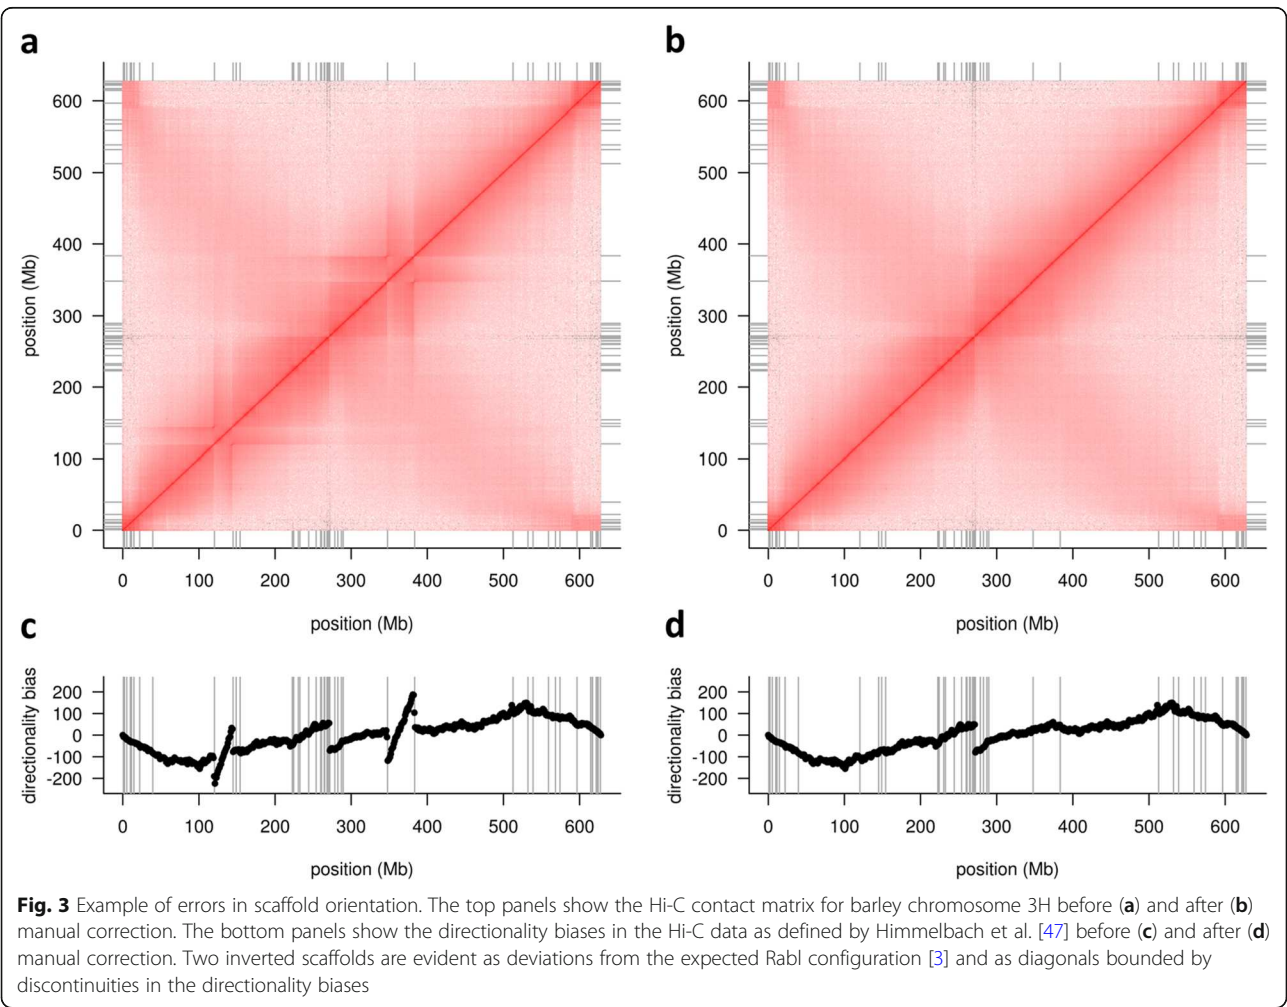 a
b
600
500
400
300
200
100
0
position (Mb)
0 100 200 300 400 500 600
position (Mb)
600
500
400
300
200
100
0
position (Mb)
0 100 200 300 400 500 600
position (Mb)
c
d
200
100
0
-100
-200
directionality bias
0 100 200 300 400 500 600
position (Mb)
200
100
0
-100
-200
directionality bias
0 100 200 300 400 500 600
position (Mb)
Fig. 3 Example of errors in scaffold orientation. The top panels show the Hi-C contact matrix for barley chromosome 3H before (a) and after (b)
manual correction. The bottom panels show the directionality biases in the Hi-C data as defined by Himmelbach et al. [47] before (c) and after (d)
manual correction. Two inverted scaffolds are evident as deviations from the expected Rabl configuration [3] and as diagonals bounded by
discontinuities in the directionality biases